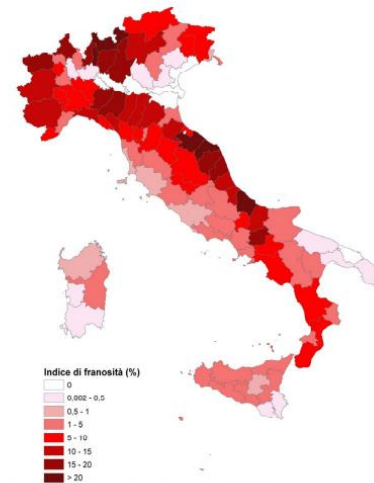 Indice di franosità (%)
0
0,002 - 0,5
0,5 - 1
1 - 5
5 - 10
10 - 15
15 - 20
> 20